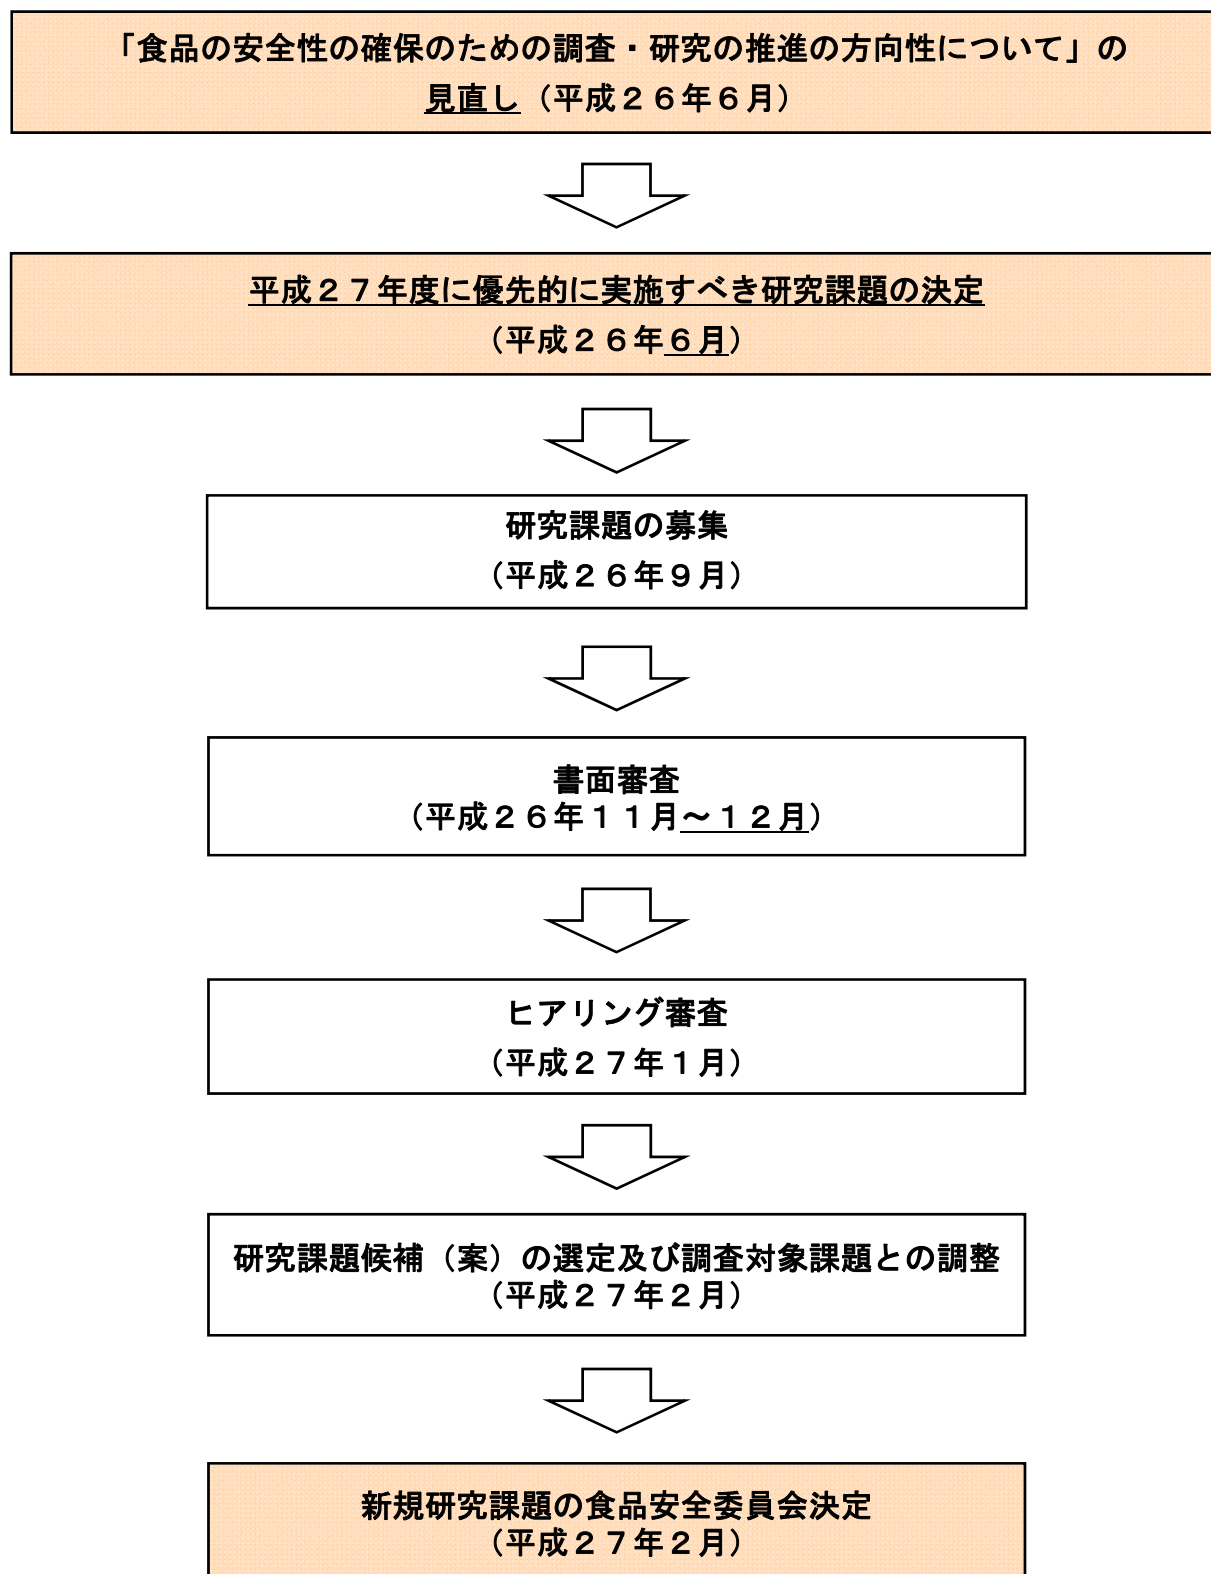 「食品の安全性の確保のための調査・研究の推進の方向性について」の
見直し（平成２６年６月）
平成２７年度に優先的に実施すべき研究課題の決定
（平成２６年６月）
研究課題の募集
（平成２６年９月）
書面審査
（平成２６年１１月～１２月）
ヒアリング審査
（平成２７年１月）
研究課題候補（案）の選定及び調査対象課題との調整
（平成２７年２月）
新規研究課題の食品安全委員会決定
（平成２７年２月）